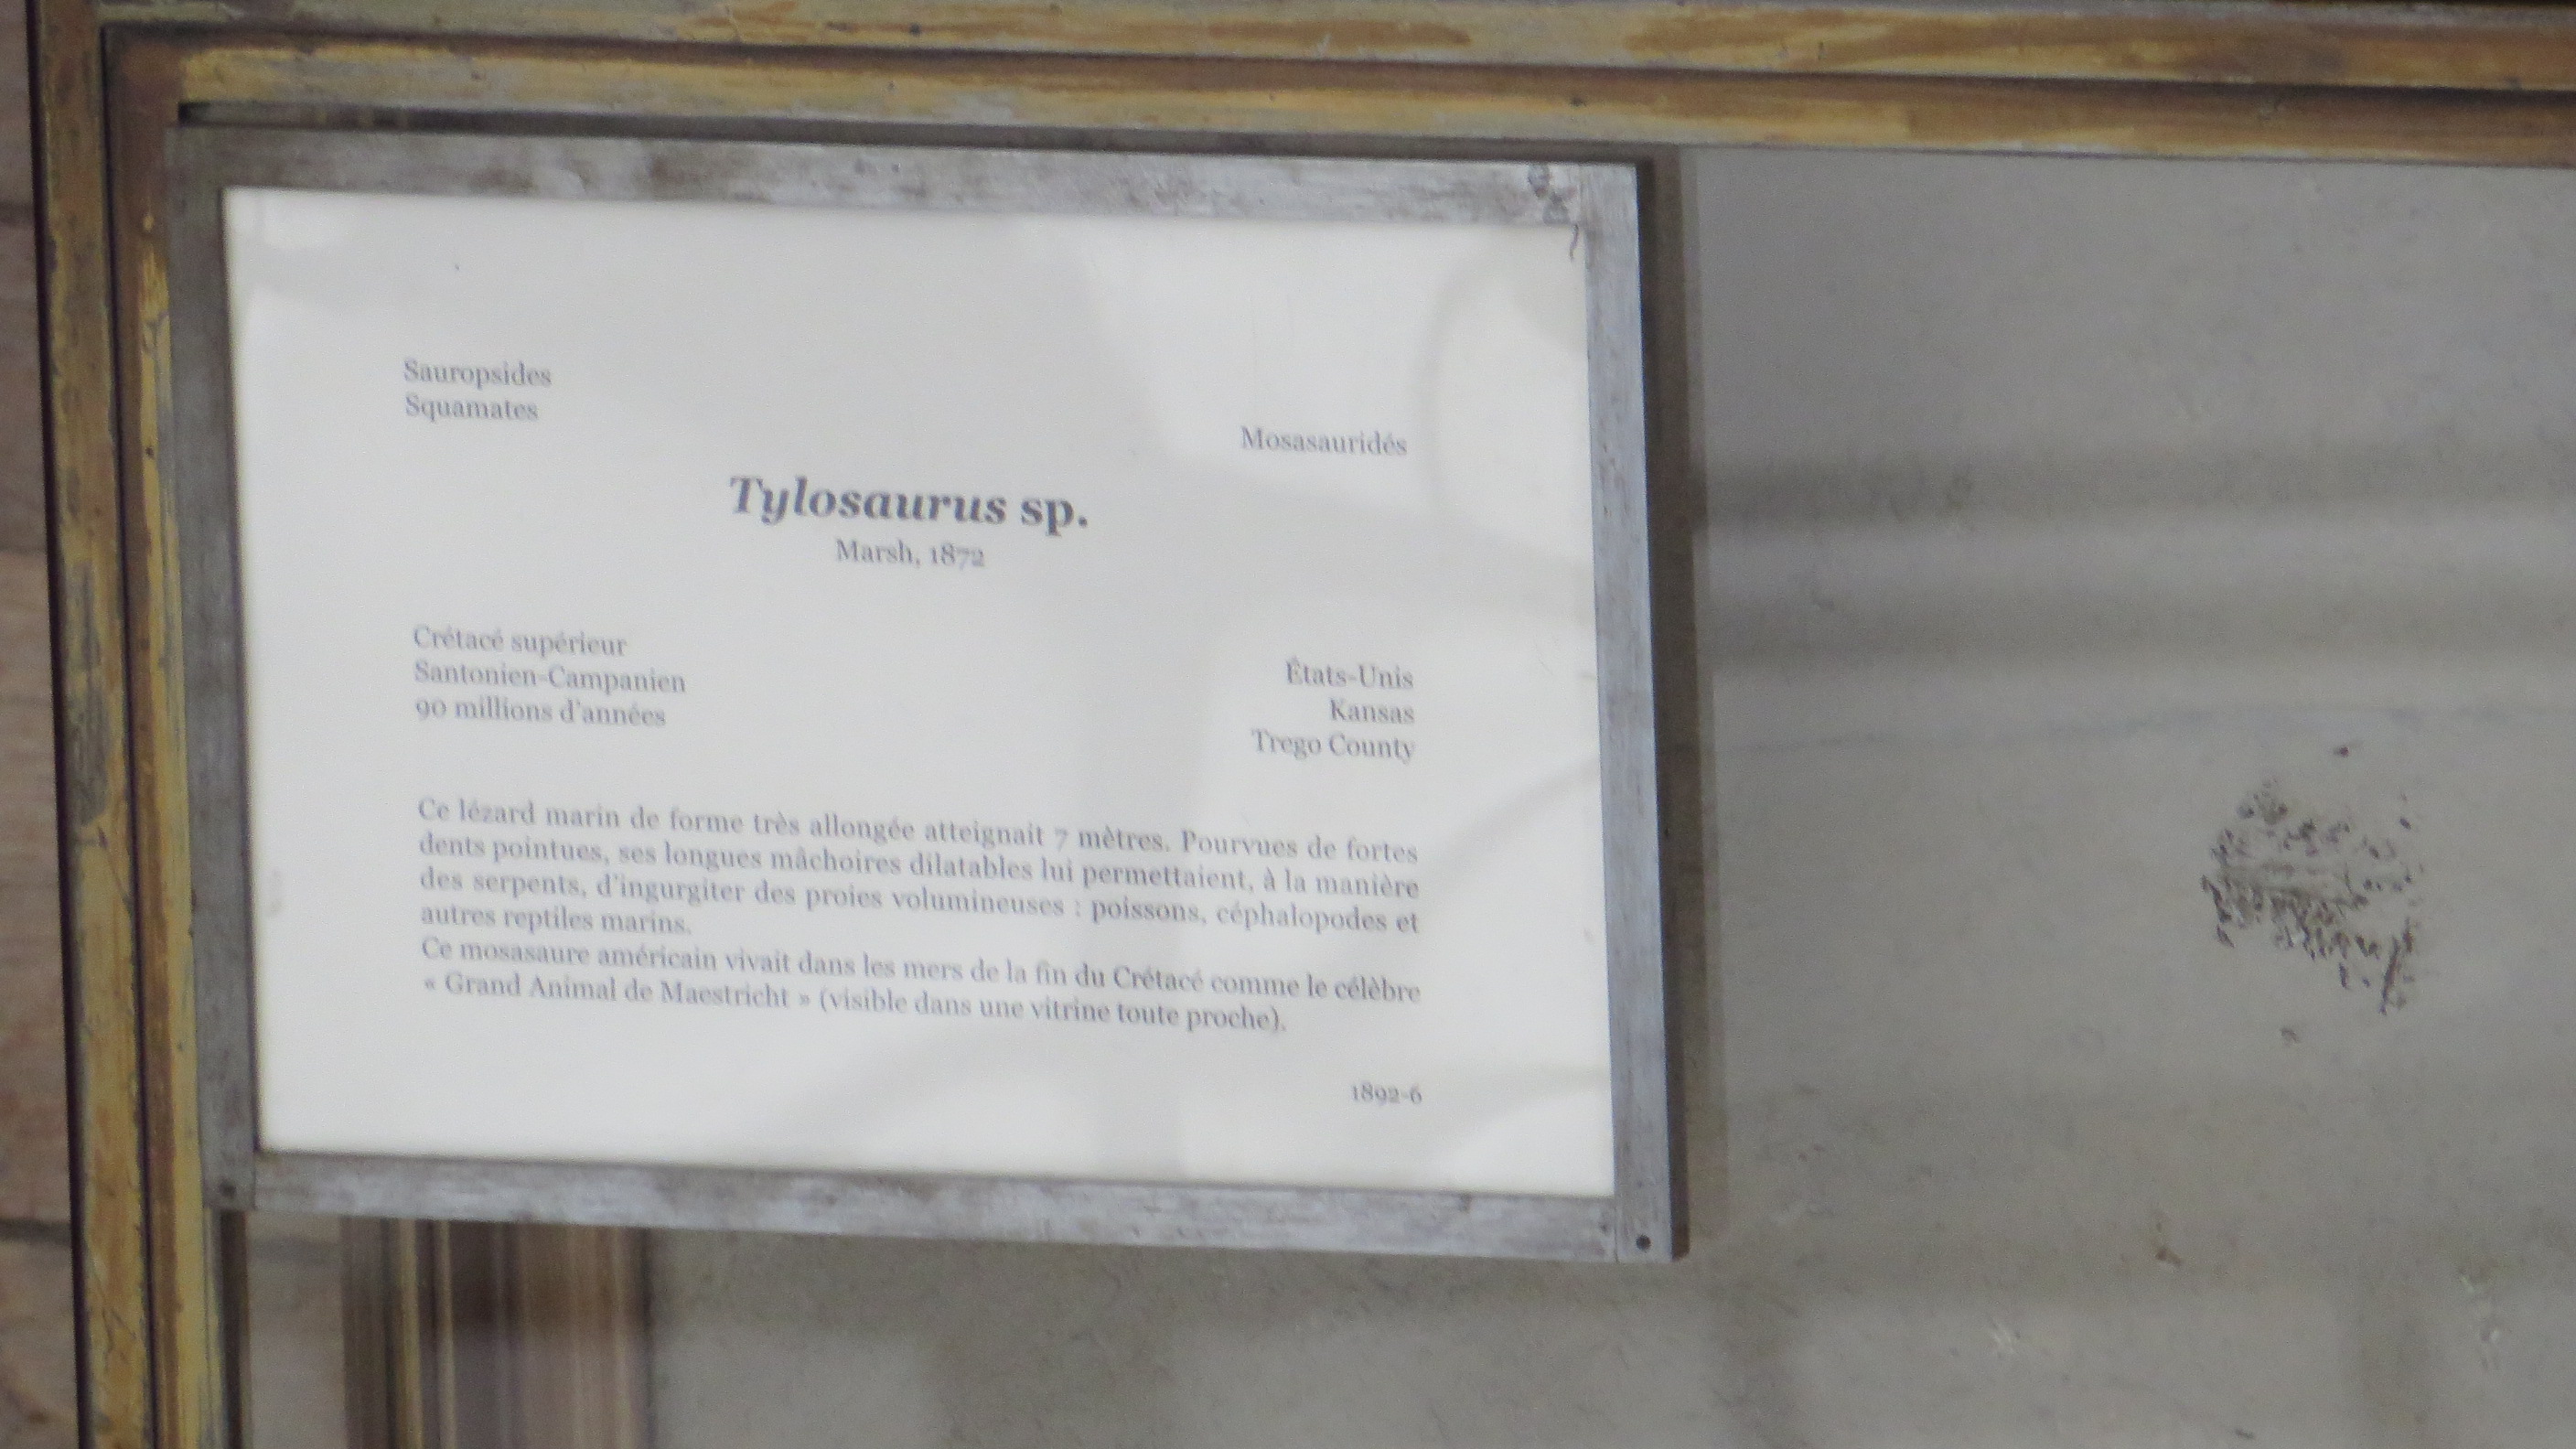 Sauropsides
Squamates
Mosasauridés
Tylosaurus sp.
Marsh, 1872
Crétacé supérieur
Santonien-Campanien
90 millions d'années
États-Unis
Kansas
Trego County
Ce lézard marin de forme très allongée atteignait 7 mètres. Pourvues de fortes
dents pointues, ses longues mâchoires dilatables lui permettaient, à la manière
des serpents, d'ingurgiter des proies volumineuses : poissons, céphalopodes et
autres reptiles marins.
Ce mosasaure américain vivait dans les mers de la fin du Crétacé comme le célèbre
« Grand Animal de Maestricht » (visible dans une vitrine toute proche).
1892-6